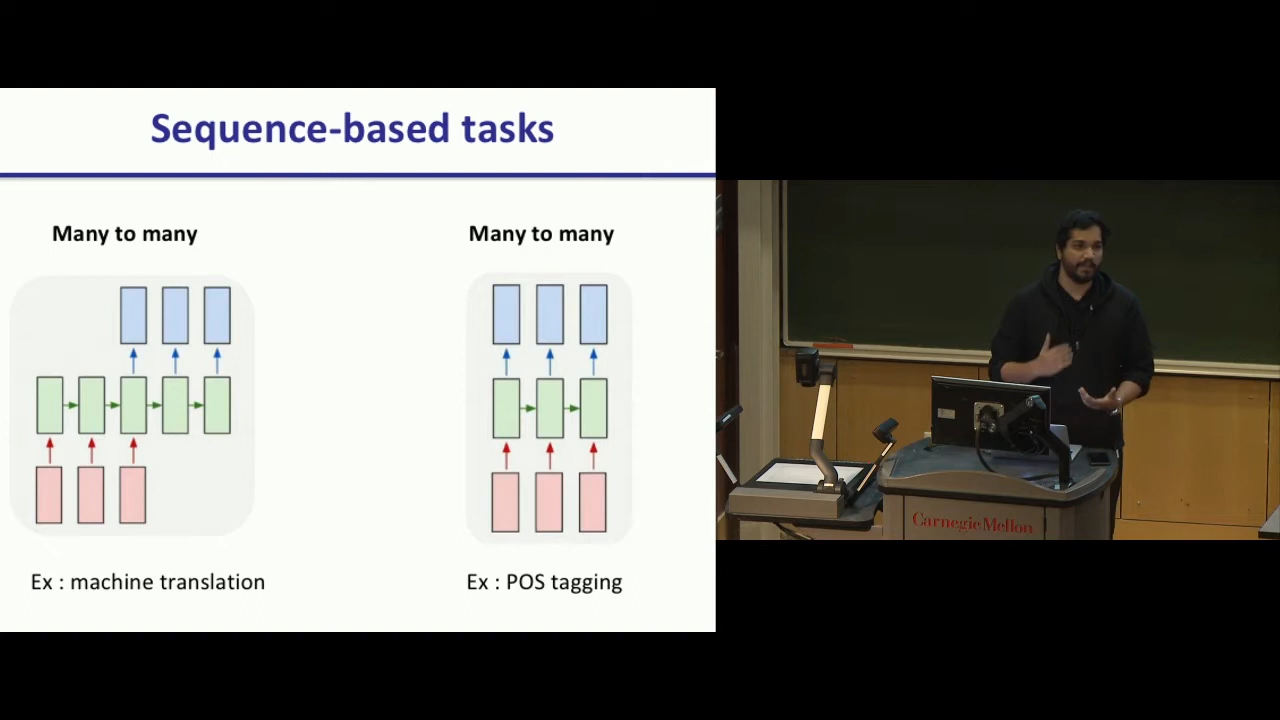 Sequence-based tasks
Many to many
Many to many
Ex : machine translation
Ex : POS tagging
Carnegie Mellon